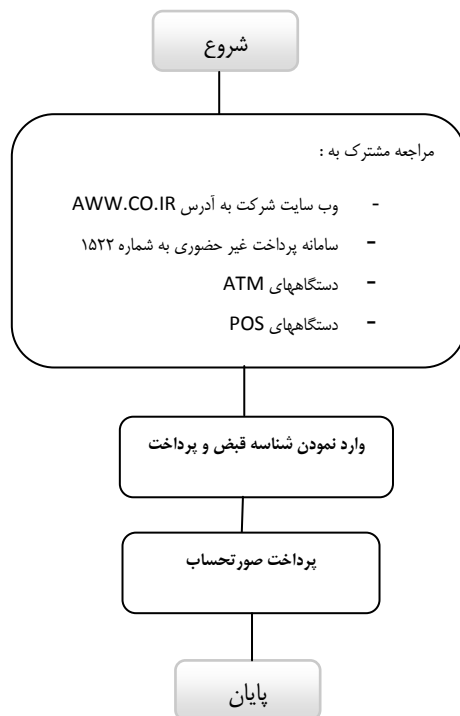 شروع
مراجعه مشترک به :
- وب سایت شرکت به آدرس AWW.CO.IR
- سامانه پرداخت غیر حضوری به شماره ۱۵۲۲
- دستگاههای ATM
- دستگاههای POS
وارد نمودن شناسه قبض و پرداخت
پرداخت صورتحساب
پایان